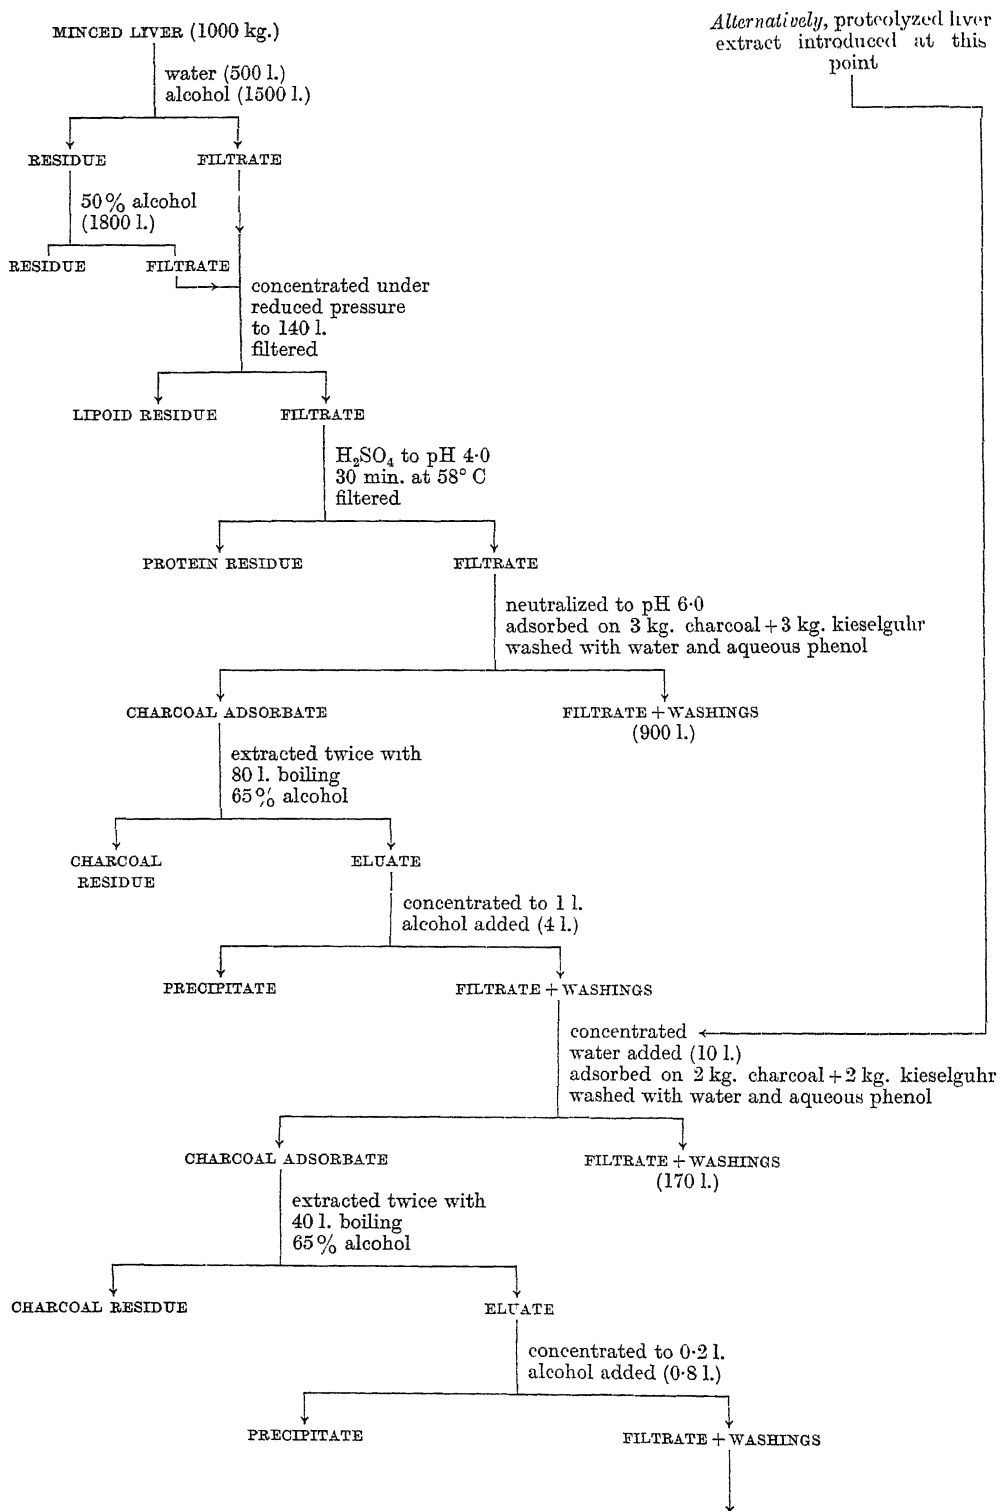 MINCED LIVER (1000 kg.)
Alternatively, proteolyzed liver
extract introduced at this
point
water (500 l.)
alcohol (1500 l.)
RESIDUE
FILTRATE
50% alcohol
(1800 l.)
RESIDUE
FILTRATE
concentrated under
reduced pressure
to 140 l.
filtered
LIPOID RESIDUE
FILTRATE
H₂SO₄ to pH 4·0
30 min. at 58° C
filtered
PROTEIN RESIDUE
FILTRATE
neutralized to pH 6·0
adsorbed on 3 kg. charcoal + 3 kg. kieselguhr
washed with water and aqueous phenol
CHARCOAL ADSORBATE
FILTRATE + WASHINGS
(900 l.)
extracted twice with
80 l. boiling
65% alcohol
CHARCOAL
RESIDUE
ELUATE
concentrated to 1 l.
alcohol added (4 l.)
PRECIPITATE
FILTRATE + WASHINGS
concentrated
water added (10 l.)
adsorbed on 2 kg. charcoal + 2 kg. kieselguhr
washed with water and aqueous phenol
CHARCOAL ADSORBATE
FILTRATE + WASHINGS
(170 l.)
extracted twice with
40 l. boiling
65% alcohol
CHARCOAL RESIDUE
ELUATE
concentrated to 0·2 l.
alcohol added (0·8 l.)
PRECIPITATE
FILTRATE + WASHINGS